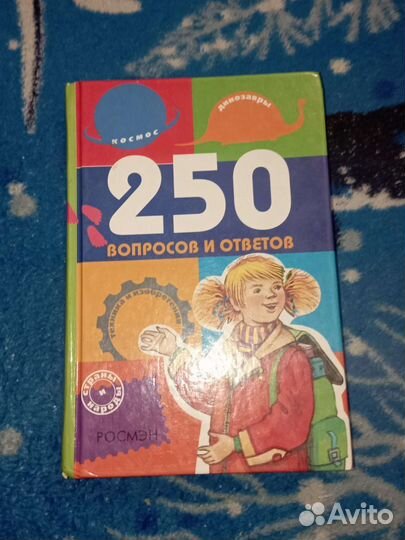 космос
динозавры
250
ВОПРОСОВ И ОТВЕТОВ
техника и изобретения
страны
и
народы
РОСМЭН
Avito